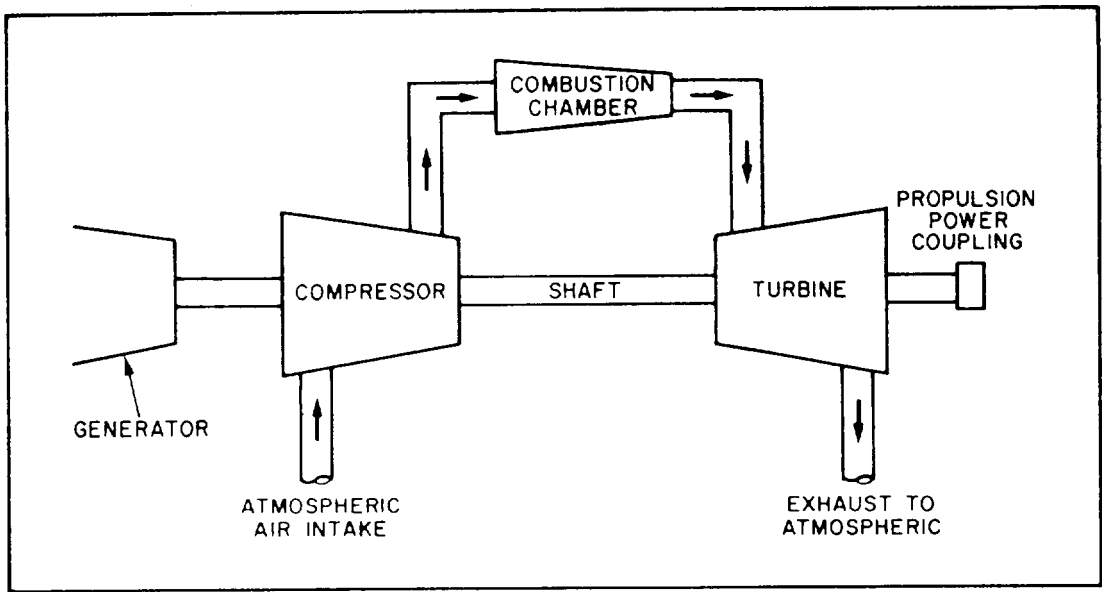 COMBUSTION
CHAMBER
PROPULSION
POWER
COUPLING
COMPRESSOR
SHAFT
TURBINE
GENERATOR
ATMOSPHERIC
AIR INTAKE
EXHAUST TO
ATMOSPHERIC